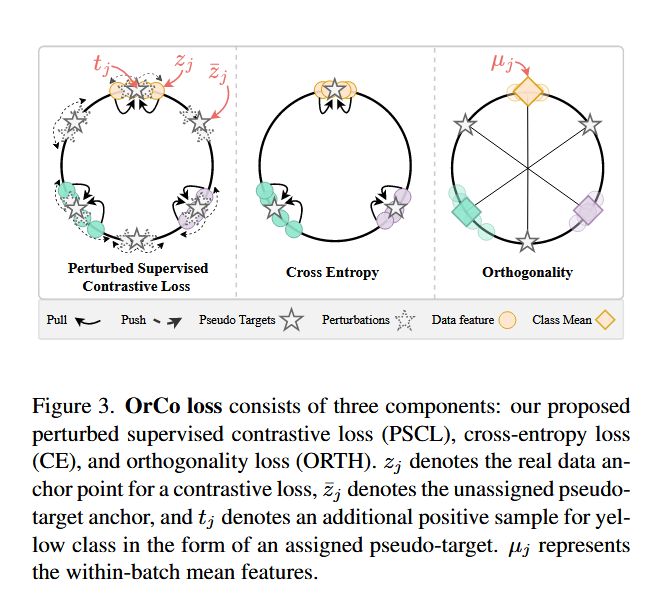 t_j z_j z̄_j μ_j
Perturbed Supervised
Contrastive Loss
Cross Entropy
Orthogonality
Pull Push Pseudo Targets Perturbations Data feature Class Mean
Figure 3. OrCo loss consists of three components: our proposed
perturbed supervised contrastive loss (PSCL), cross-entropy loss
(CE), and orthogonality loss (ORTH). z_j denotes the real data an-
chor point for a contrastive loss, z̄_j denotes the unassigned pseudo-
target anchor, and t_j denotes an additional positive sample for yel-
low class in the form of an assigned pseudo-target. μ_j represents
the within-batch mean features.